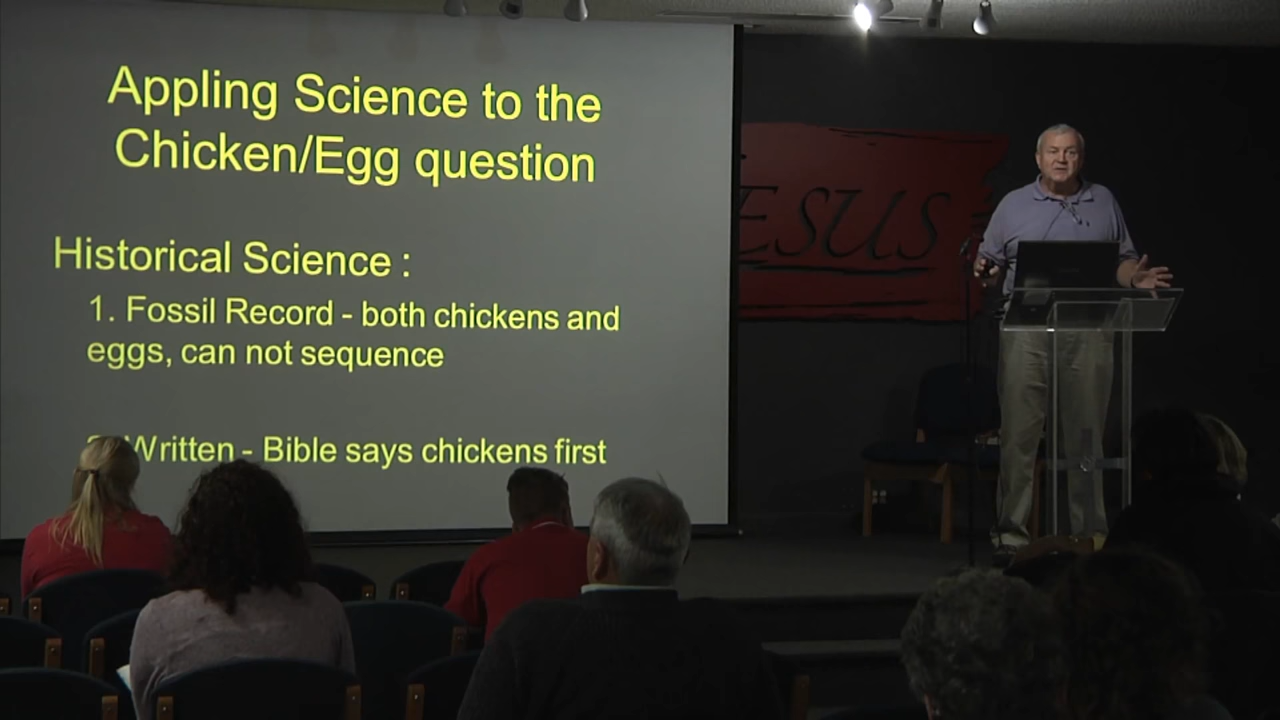 Appling Science to the
Chicken/Egg question
Historical Science :
1. Fossil Record - both chickens and
eggs, can not sequence
Written - Bible says chickens first
ESUS